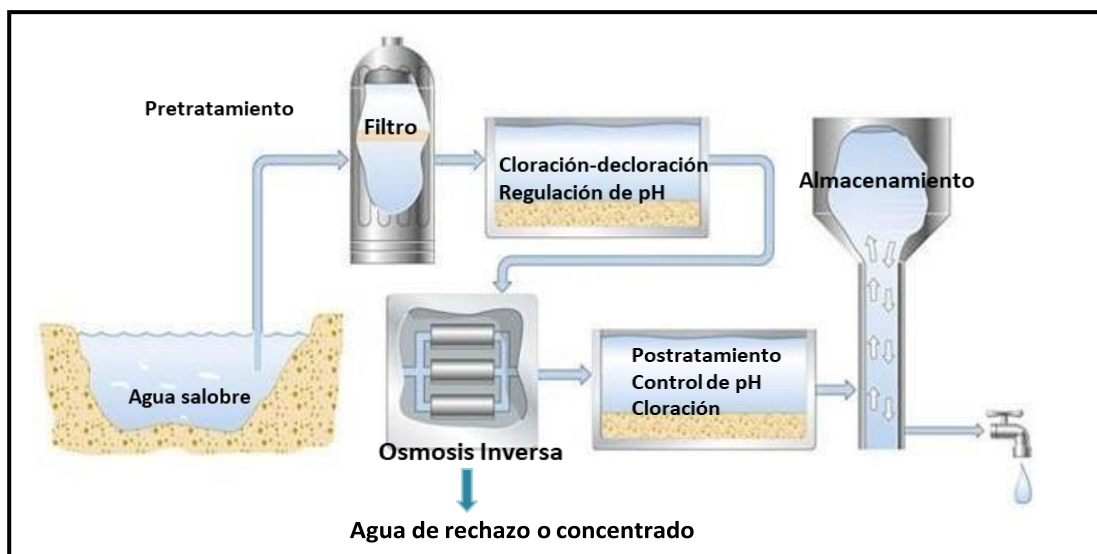 Pretratamiento
Filtro
Cloración-decloración
Regulación de pH
Almacenamiento
Agua salobre
Postratamiento
Control de pH
Cloración
Osmosis Inversa
Agua de rechazo o concentrado